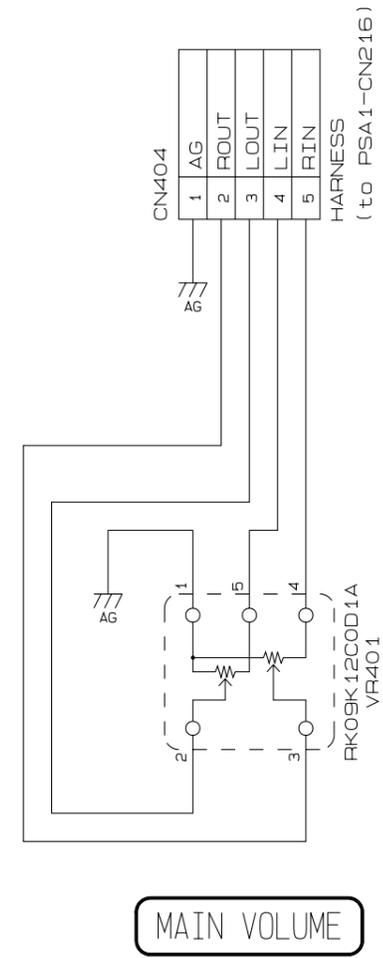 CN404
1 AG
2 ROUT
3 LOUT
4 LIN
5 RIN
HARNESS
(to PSA1-CN216)
AG
AG
1
5
4
2
3
RK09K12C0D1A
VR401
MAIN VOLUME